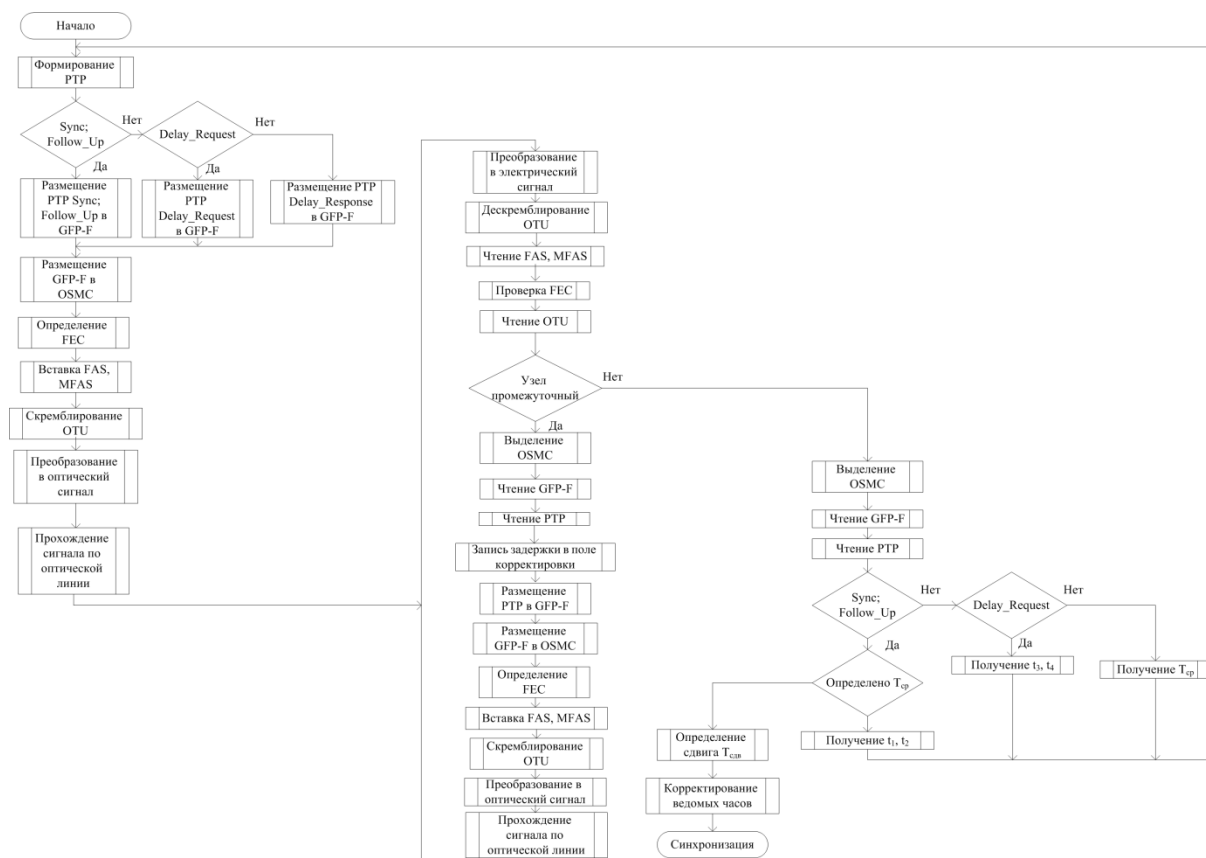 Начало
Формирование
PTP
Sync;
Follow_Up
Нет
Delay_Request
Нет
Да
Да
Размещение
PTP Sync;
Follow_Up в
GFP-F
Размещение
PTP
Delay_Request
в GFP-F
Размещение PTP
Delay_Response
в GFP-F
Размещение
GFP-F в
OSMC
Определение
FEC
Вставка FAS,
MFAS
Скремблирование
OTU
Преобразование
в оптический
сигнал
Прохождение
сигнала по
оптической
линии
Преобразование
в электрический
сигнал
Дескремблирование
OTU
Чтение FAS, MFAS
Проверка FEC
Чтение OTU
Узел
промежуточный
Нет
Да
Выделение
OSMC
Чтение GFP-F
Чтение PTP
Запись задержки в поле
корректировки
Размещение
PTP в GFP-F
Размещение
GFP-F в OSMC
Определение
FEC
Вставка FAS, MFAS
Скремблирование
OTU
Преобразование в
оптический сигнал
Прохождение
сигнала по
оптической линии
Выделение
OSMC
Чтение GFP-F
Чтение PTP
Sync;
Follow_Up
Нет
Delay_Request
Нет
Да
Да
Получение t₃, t₄
Получение Tср
Определено Tср
Получение t₁, t₂
Определение
сдвига Tсдв
Корректирование
ведомых часов
Синхронизация